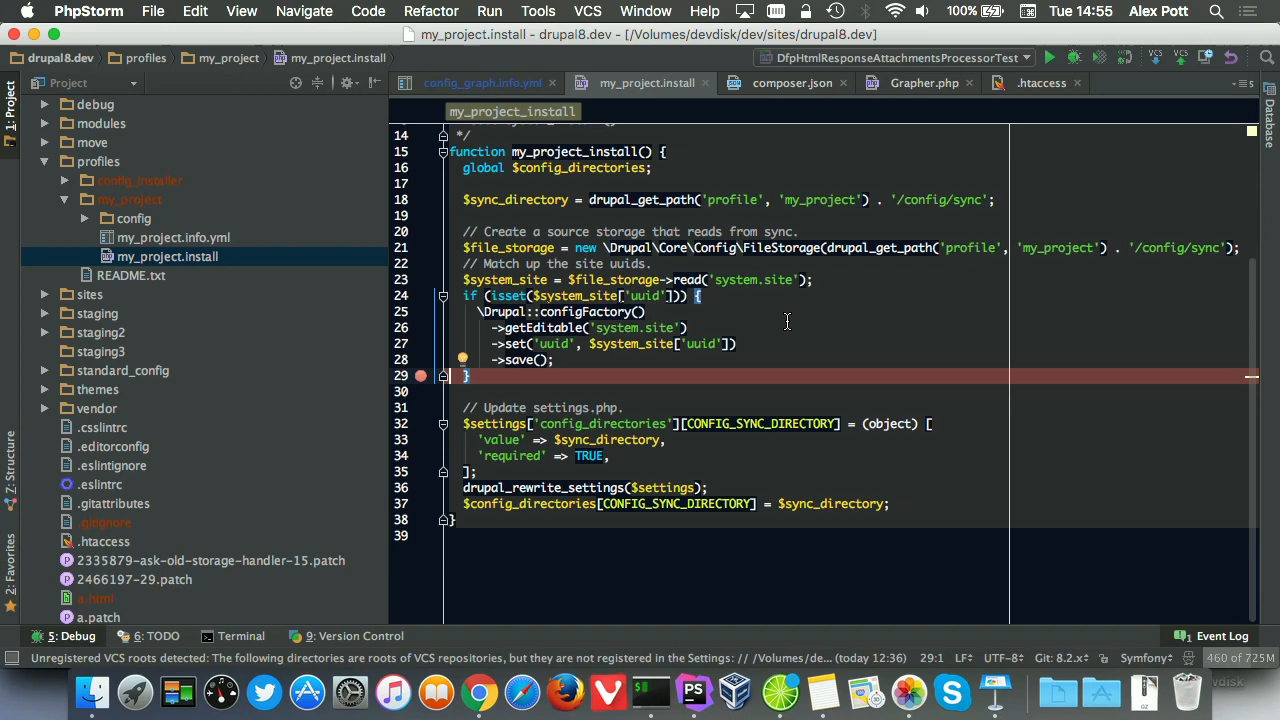 PhpStorm File Edit View Navigate Code Refactor Run Tools VCS Window Help 100% Tue 14:55 Alex Pott
my_project.install - drupal8.dev - [/Volumes/devdisk/dev/sites/drupal8.dev]
drupal8.dev profiles my_project my_project.install DfpHtmlResponseAttachmentsProcessorTest VCS VCS
1: Project
Project
config_graph.info.yml my_project.install composer.json Grapher.php .htaccess
Database
my_project_install
debug
modules
move
profiles
config_installer
my_project
config
my_project.info.yml
my_project.install
README.txt
sites
staging
staging2
staging3
standard_config
themes
vendor
.csslintrc
.editorconfig
.eslintignore
.eslintrc
.gitattributes
.gitignore
.htaccess
2335879-ask-old-storage-handler-15.patch
2466197-29.patch
a.html
a.patch
7: Structure
2: Favorites
14 */
15 function my_project_install() {
16 global $config_directories;
17
18 $sync_directory = drupal_get_path('profile', 'my_project') . '/config/sync';
19
20 // Create a source storage that reads from sync.
21 $file_storage = new \Drupal\Core\Config\FileStorage(drupal_get_path('profile', 'my_project') . '/config/sync');
22 // Match up the site uuids.
23 $system_site = $file_storage->read('system.site');
24 if (isset($system_site['uuid'])) {
25 \Drupal::configFactory()
26 ->getEditable('system.site')
27 ->set('uuid', $system_site['uuid'])
28 ->save();
29 }
30
31 // Update settings.php.
32 $settings['config_directories'][CONFIG_SYNC_DIRECTORY] = (object) [
33 'value' => $sync_directory,
34 'required' => TRUE,
35 ];
36 drupal_rewrite_settings($settings);
37 $config_directories[CONFIG_SYNC_DIRECTORY] = $sync_directory;
38 }
39
5: Debug 6: TODO Terminal 9: Version Control 1 Event Log
Unregistered VCS roots detected: The following directories are roots of VCS repositories, but they are not registered in the Settings: // /Volumes/de... (today 12:36) 29:1 LF UTF-8 Git: 8.2.x Symfony 460 of 725M